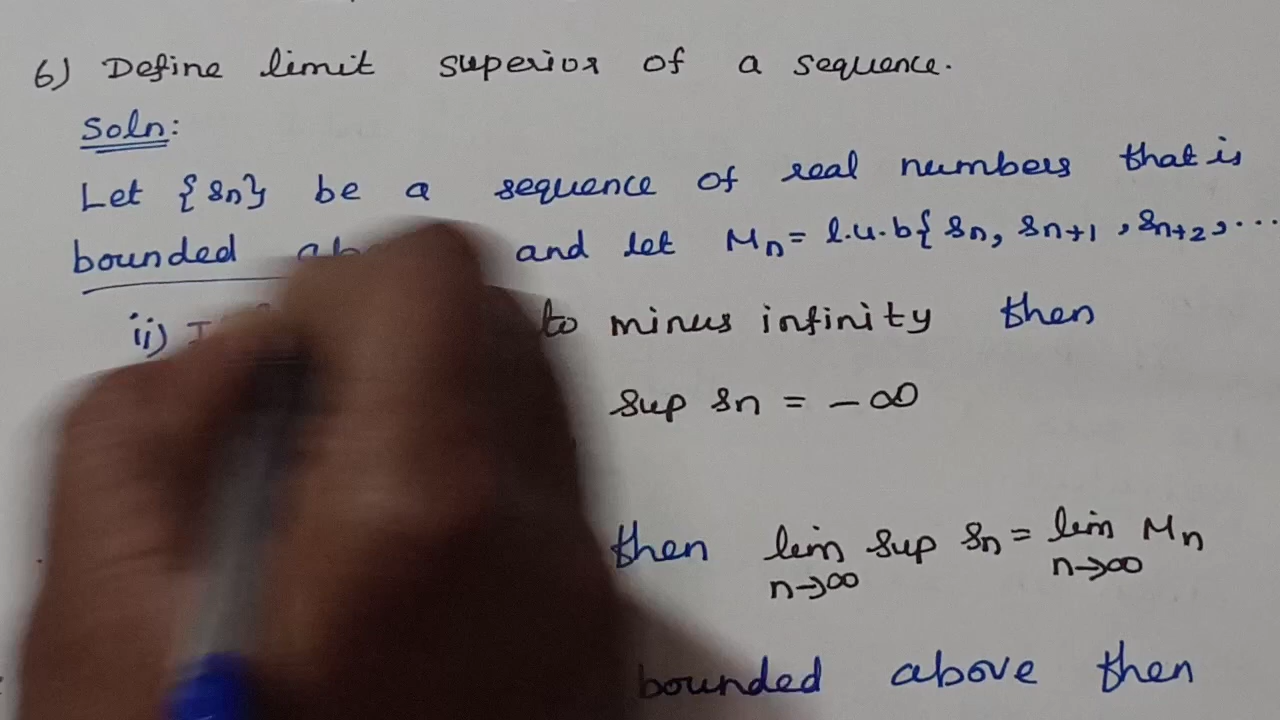 6) Define limit superior of a sequence.
Soln:
Let {sn} be a sequence of real numbers that is
bounded and let Mn = l.u.b{ sn, sn+1, sn+2, ...
ii) to minus infinity then
sup sn = -∞
then lim sup sn = lim Mn
n→∞ n→∞
bounded above then